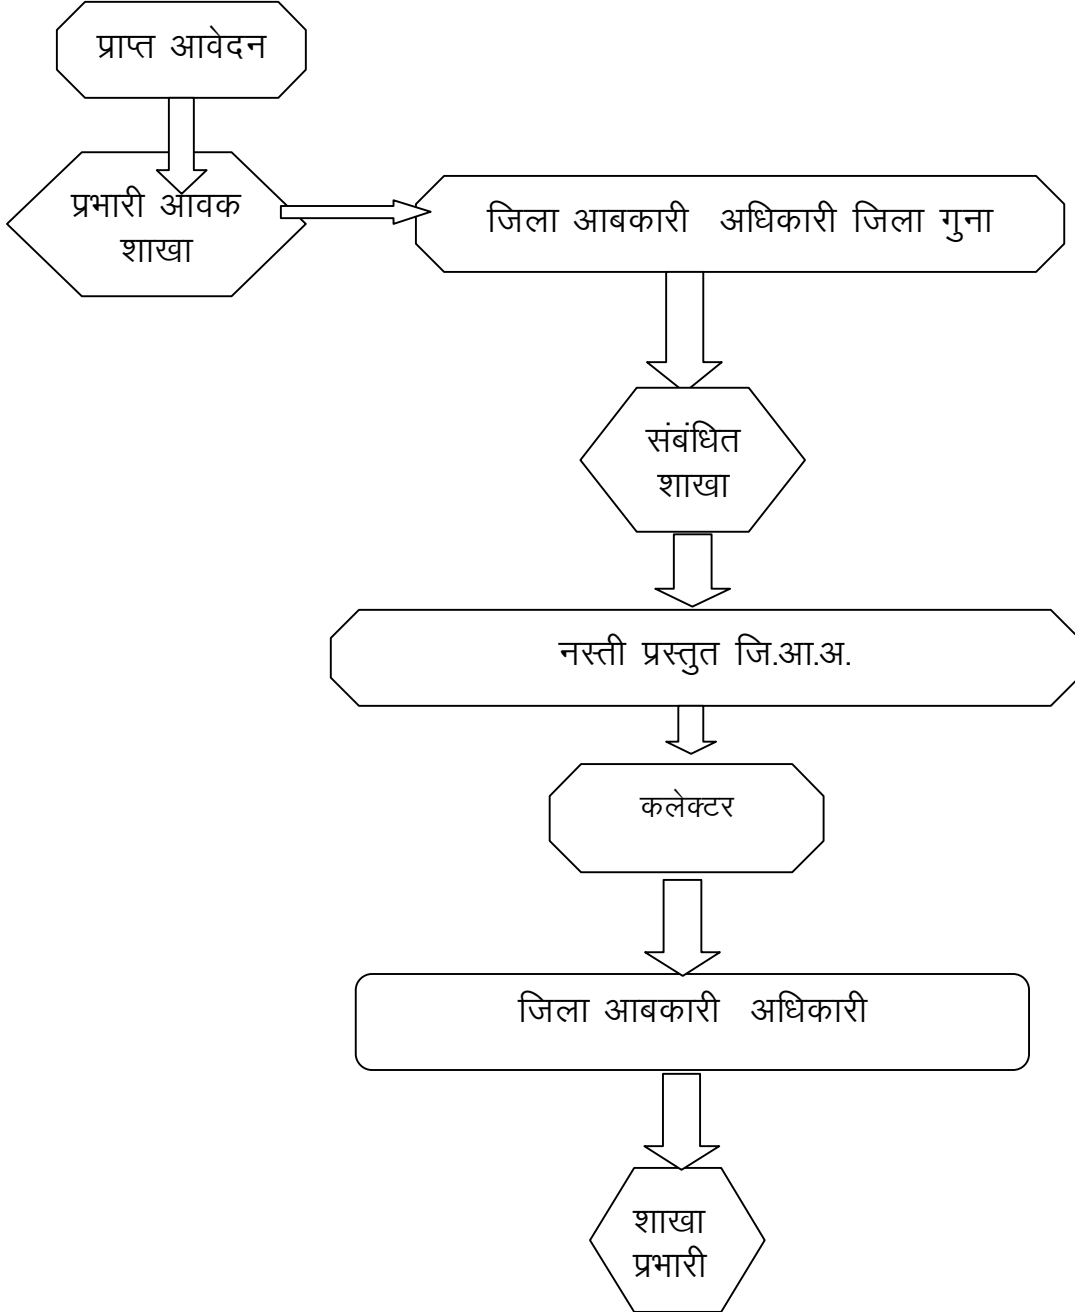 प्राप्त आवेदन
प्रभारी आवक
शाखा
जिला आबकारी अधिकारी जिला गुना
संबंधित
शाखा
नस्ती प्रस्तुत जि.आ.अ.
कलेक्टर
जिला आबकारी अधिकारी
शाखा
प्रभारी